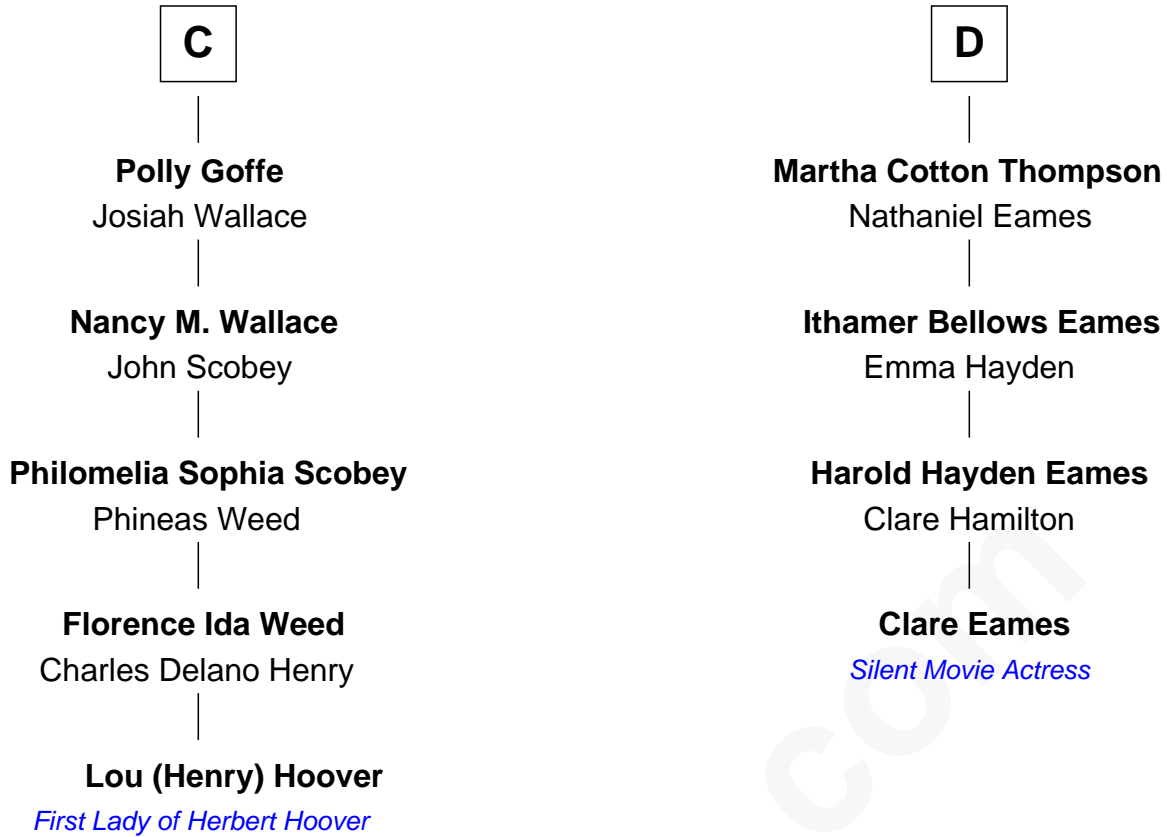 C
Polly Goffe
Josiah Wallace
Nancy M. Wallace
John Scobey
Philomelia Sophia Scobey
Phineas Weed
Florence Ida Weed
Charles Delano Henry
Lou (Henry) Hoover
First Lady of Herbert Hoover
D
Martha Cotton Thompson
Nathaniel Eames
Ithamer Bellows Eames
Emma Hayden
Harold Hayden Eames
Clare Hamilton
Clare Eames
Silent Movie Actress
com